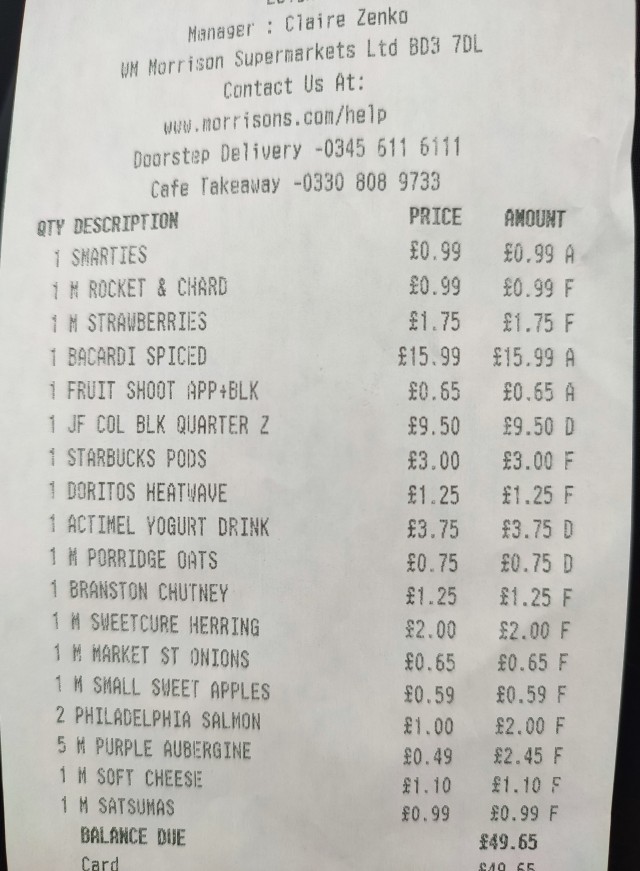 Manager : Claire Zenko
WM Morrison Supermarkets Ltd BD3 7DL
Contact Us At:
www.morrisons.com/help
Doorstep Delivery -0345 611 6111
Cafe Takeaway -0330 808 9733
QTY DESCRIPTION PRICE AMOUNT
1 SMARTIES £0.99 £0.99 A
1 M ROCKET & CHARD £0.99 £0.99 F
1 M STRAWBERRIES £1.75 £1.75 F
1 BACARDI SPICED £15.99 £15.99 A
1 FRUIT SHOOT APP+BLK £0.65 £0.65 A
1 JF COL BLK QUARTER Z £9.50 £9.50 D
1 STARBUCKS PODS £3.00 £3.00 F
1 DORITOS HEATWAVE £1.25 £1.25 F
1 ACTIMEL YOGURT DRINK £3.75 £3.75 D
1 M PORRIDGE OATS £0.75 £0.75 D
1 BRANSTON CHUTNEY £1.25 £1.25 F
1 M SWEETCURE HERRING £2.00 £2.00 F
1 M MARKET ST ONIONS £0.65 £0.65 F
1 M SMALL SWEET APPLES £0.59 £0.59 F
2 PHILADELPHIA SALMON £1.00 £2.00 F
5 M PURPLE AUBERGINE £0.49 £2.45 F
1 M SOFT CHEESE £1.10 £1.10 F
1 M SATSUMAS £0.99 £0.99 F
BALANCE DUE £49.65
Card £49.65